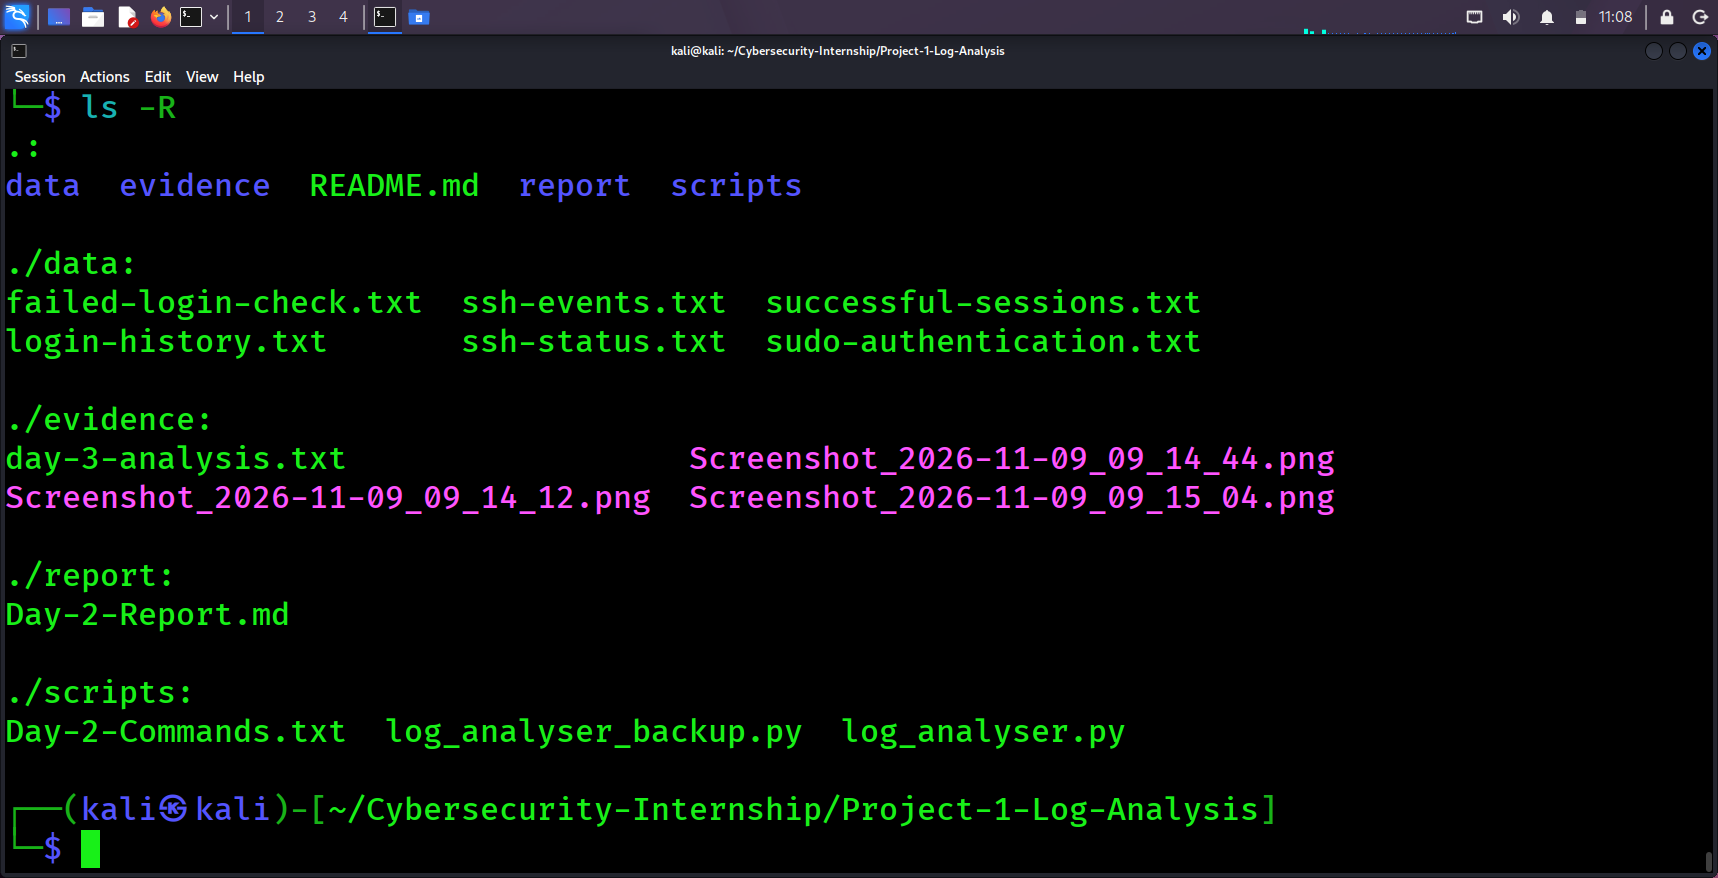 1 2 3 4 11:08
kali@kali: ~/Cybersecurity-Internship/Project-1-Log-Analysis
Session Actions Edit View Help
└─$ ls -R
.:
data evidence README.md report scripts
./data:
failed-login-check.txt ssh-events.txt successful-sessions.txt
login-history.txt ssh-status.txt sudo-authentication.txt
./evidence:
day-3-analysis.txt Screenshot_2026-11-09_09_14_44.png
Screenshot_2026-11-09_09_14_12.png Screenshot_2026-11-09_09_15_04.png
./report:
Day-2-Report.md
./scripts:
Day-2-Commands.txt log_analyser_backup.py log_analyser.py
┌──(kali㉿kali)-[~/Cybersecurity-Internship/Project-1-Log-Analysis]
└─$